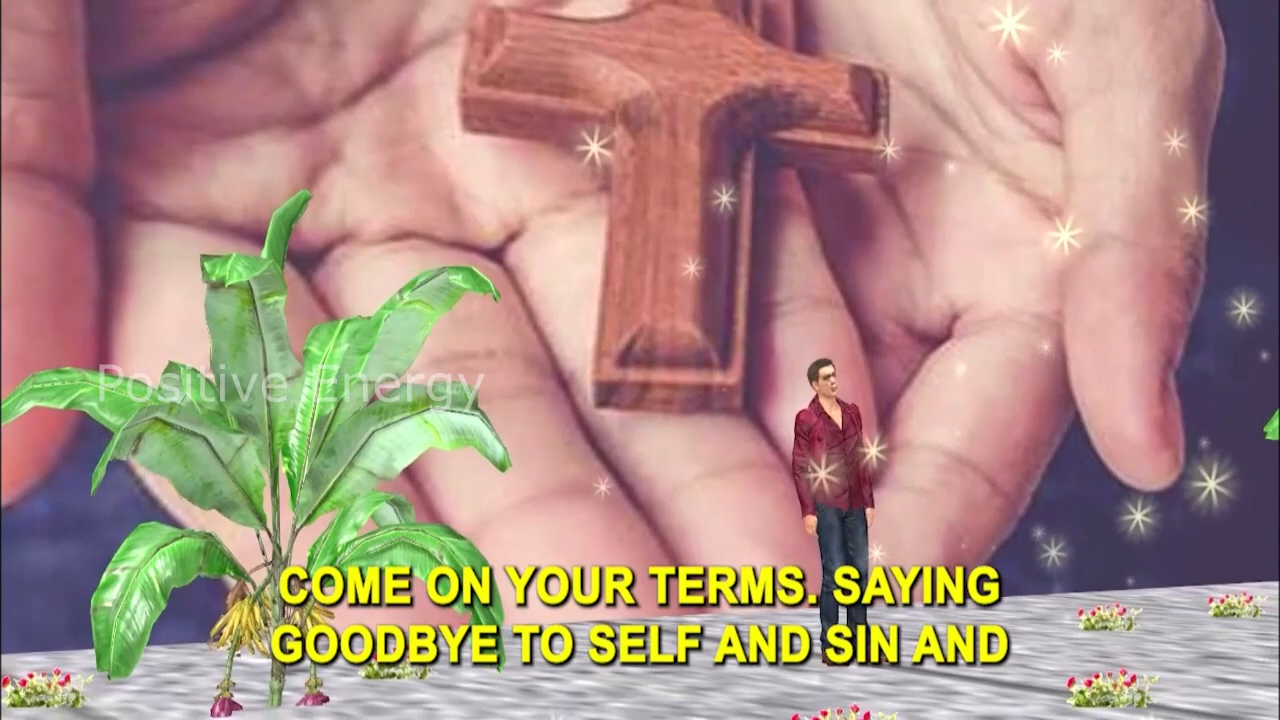 Positive Energy
COME ON YOUR TERMS. SAYING
GOODBYE TO SELF AND SIN AND